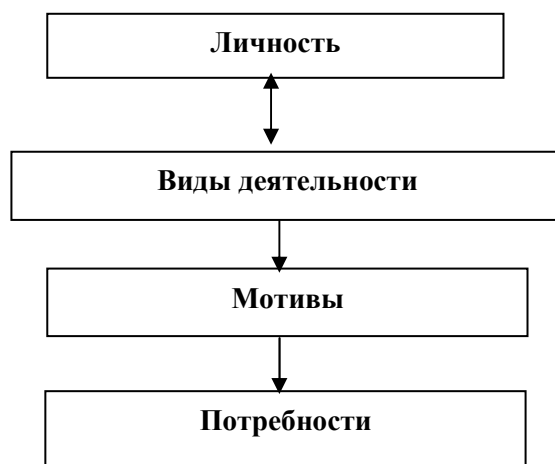 Личность
Виды деятельности
Мотивы
Потребности